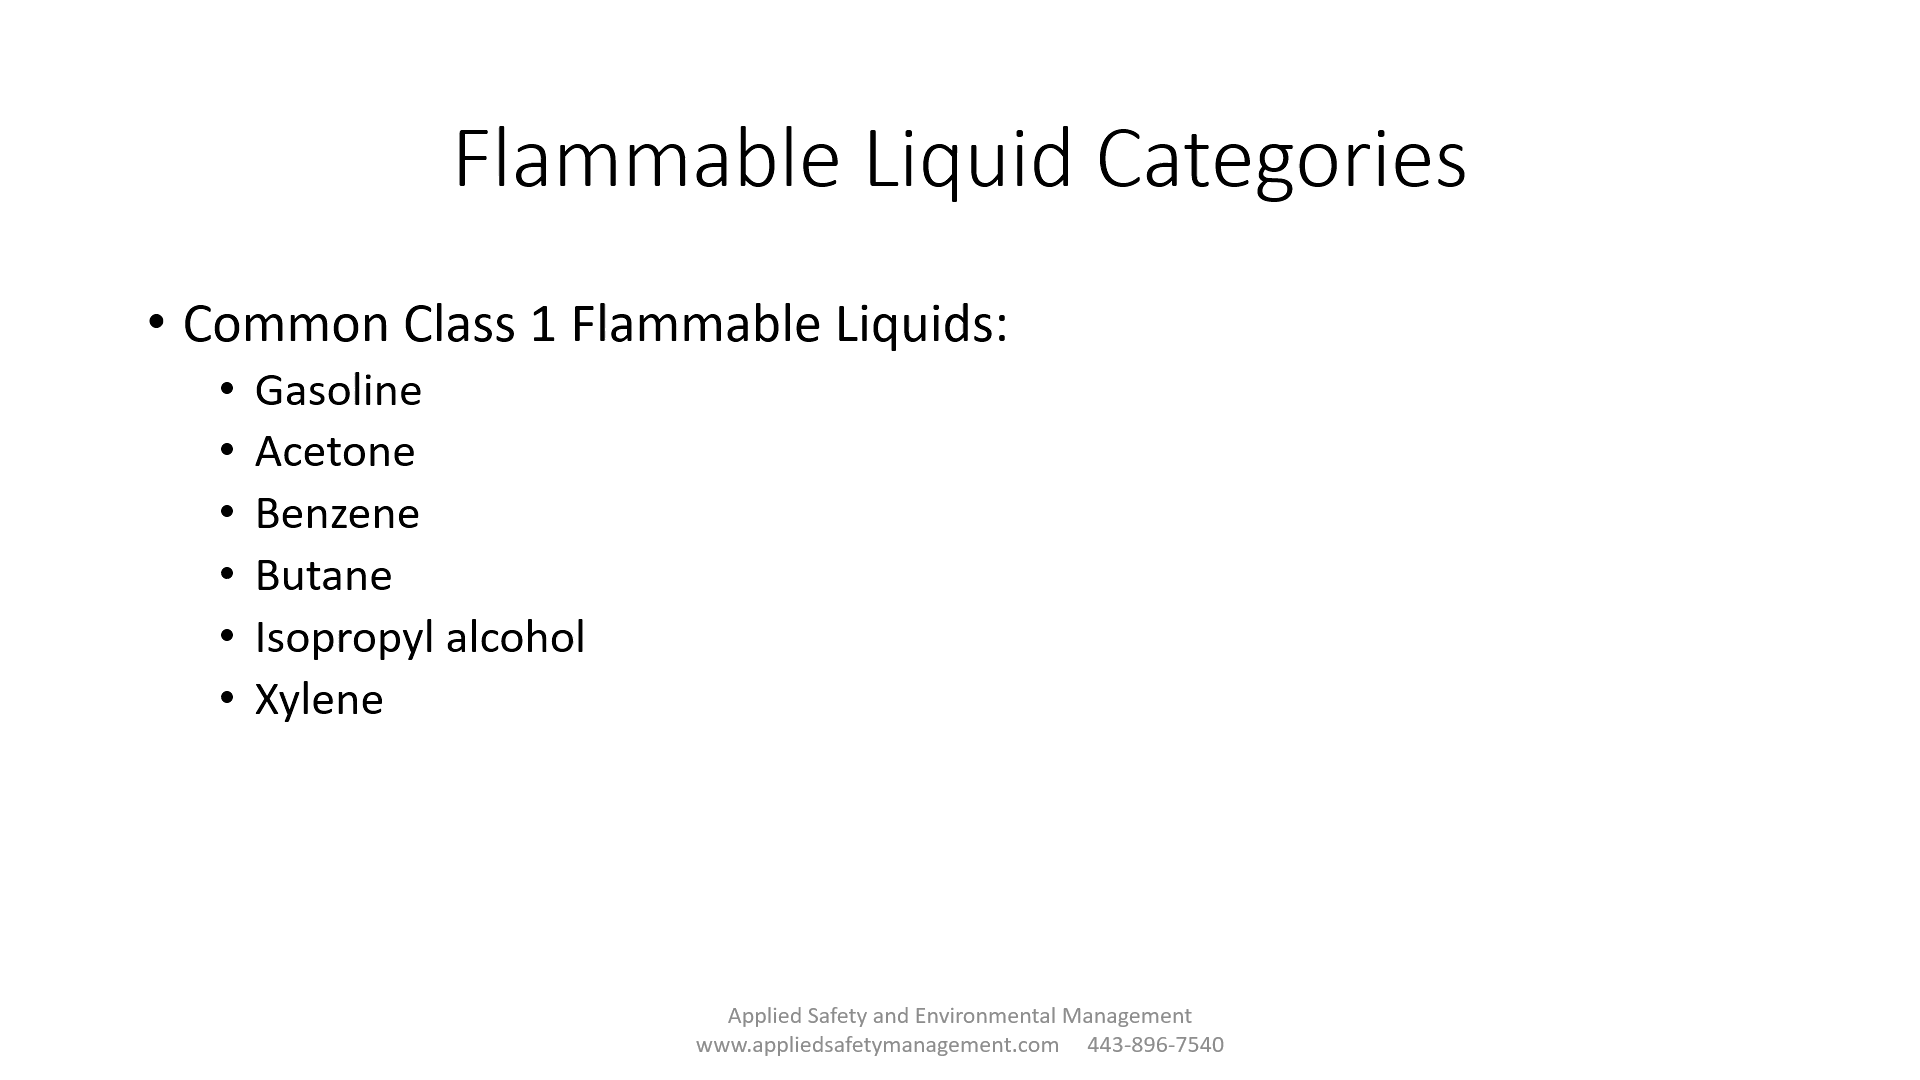 Flammable Liquid Categories
• Common Class 1 Flammable Liquids:
• Gasoline
• Acetone
• Benzene
• Butane
• Isopropyl alcohol
• Xylene
Applied Safety and Environmental Management
www.appliedsafetymanagement.com 443-896-7540